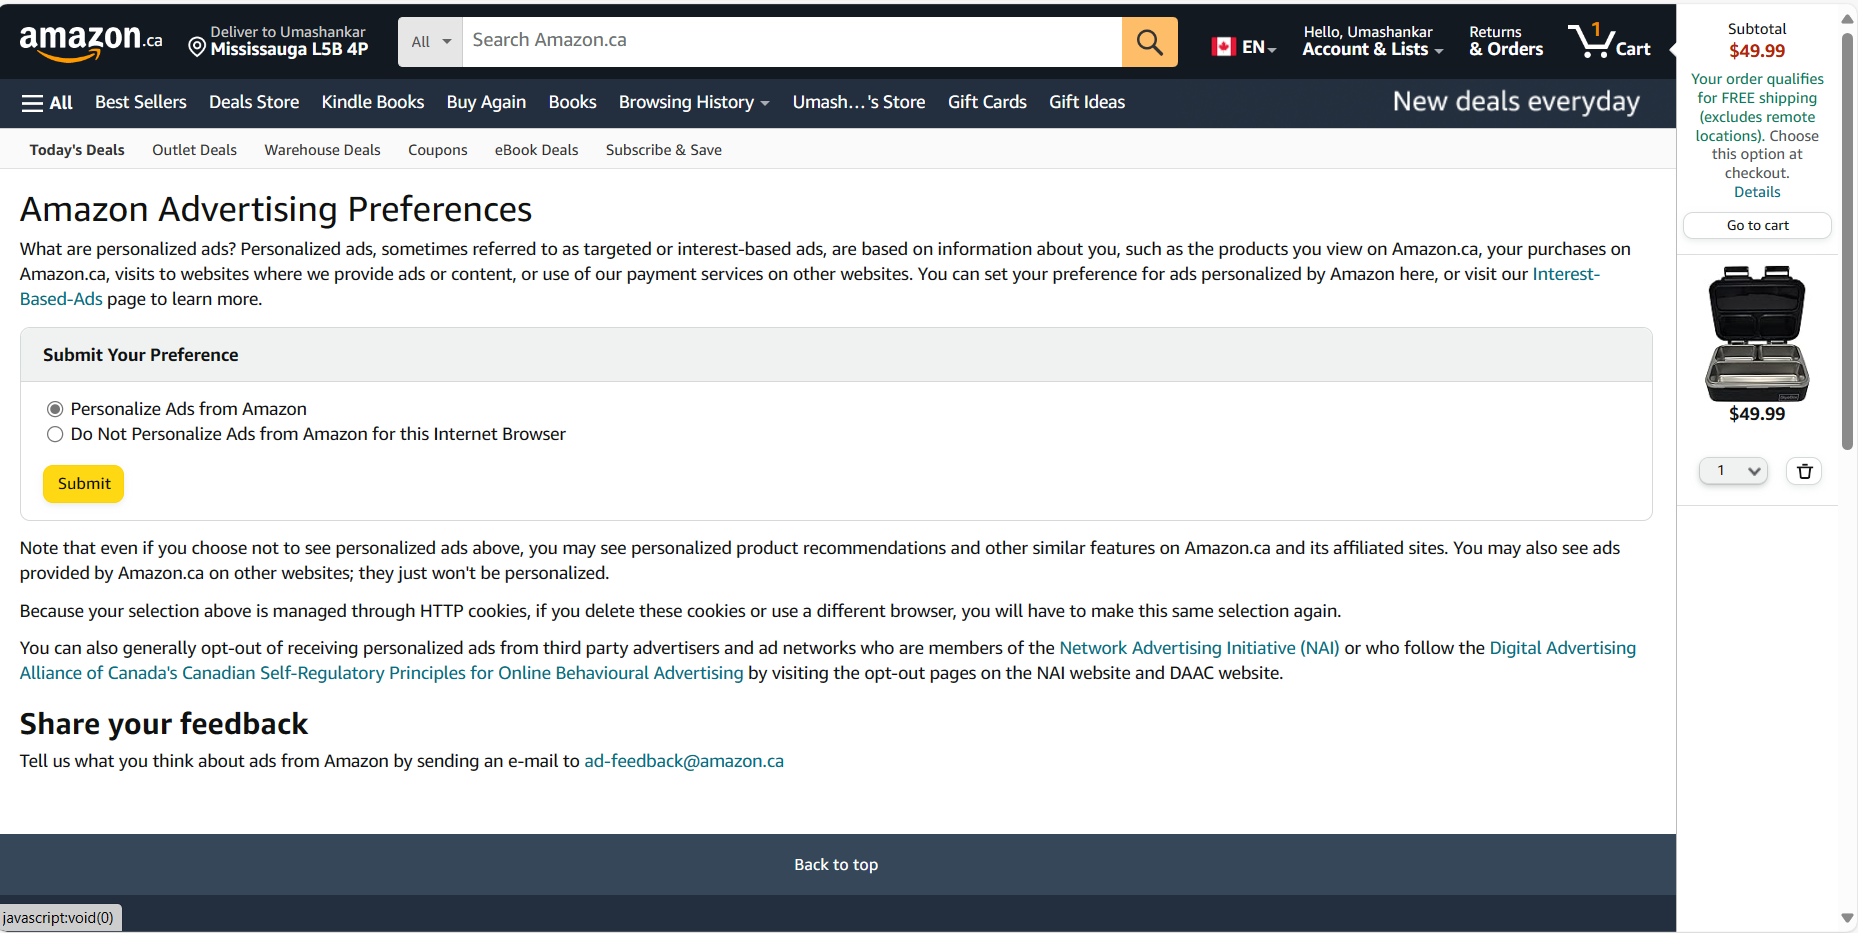 amazon.ca
Deliver to Umashankar
Mississauga L5B 4P
All
Search Amazon.ca
EN
Hello, Umashankar
Account & Lists
Returns
& Orders
1
Cart
All
Best Sellers
Deals Store
Kindle Books
Buy Again
Books
Browsing History
Umash...'s Store
Gift Cards
Gift Ideas
New deals everyday
Today's Deals
Outlet Deals
Warehouse Deals
Coupons
eBook Deals
Subscribe & Save
Amazon Advertising Preferences
What are personalized ads? Personalized ads, sometimes referred to as targeted or interest-based ads, are based on information about you, such as the products you view on Amazon.ca, your purchases on
Amazon.ca, visits to websites where we provide ads or content, or use of our payment services on other websites. You can set your preference for ads personalized by Amazon here, or visit our Interest-
Based-Ads page to learn more.
Submit Your Preference
Personalize Ads from Amazon
Do Not Personalize Ads from Amazon for this Internet Browser
Submit
Note that even if you choose not to see personalized ads above, you may see personalized product recommendations and other similar features on Amazon.ca and its affiliated sites. You may also see ads
provided by Amazon.ca on other websites; they just won't be personalized.
Because your selection above is managed through HTTP cookies, if you delete these cookies or use a different browser, you will have to make this same selection again.
You can also generally opt-out of receiving personalized ads from third party advertisers and ad networks who are members of the Network Advertising Initiative (NAI) or who follow the Digital Advertising
Alliance of Canada's Canadian Self-Regulatory Principles for Online Behavioural Advertising by visiting the opt-out pages on the NAI website and DAAC website.
Share your feedback
Tell us what you think about ads from Amazon by sending an e-mail to ad-feedback@amazon.ca
Back to top
javascript:void(0)
Subtotal
$49.99
Your order qualifies
for FREE shipping
(excludes remote
locations). Choose
this option at
checkout.
Details
Go to cart
$49.99
1